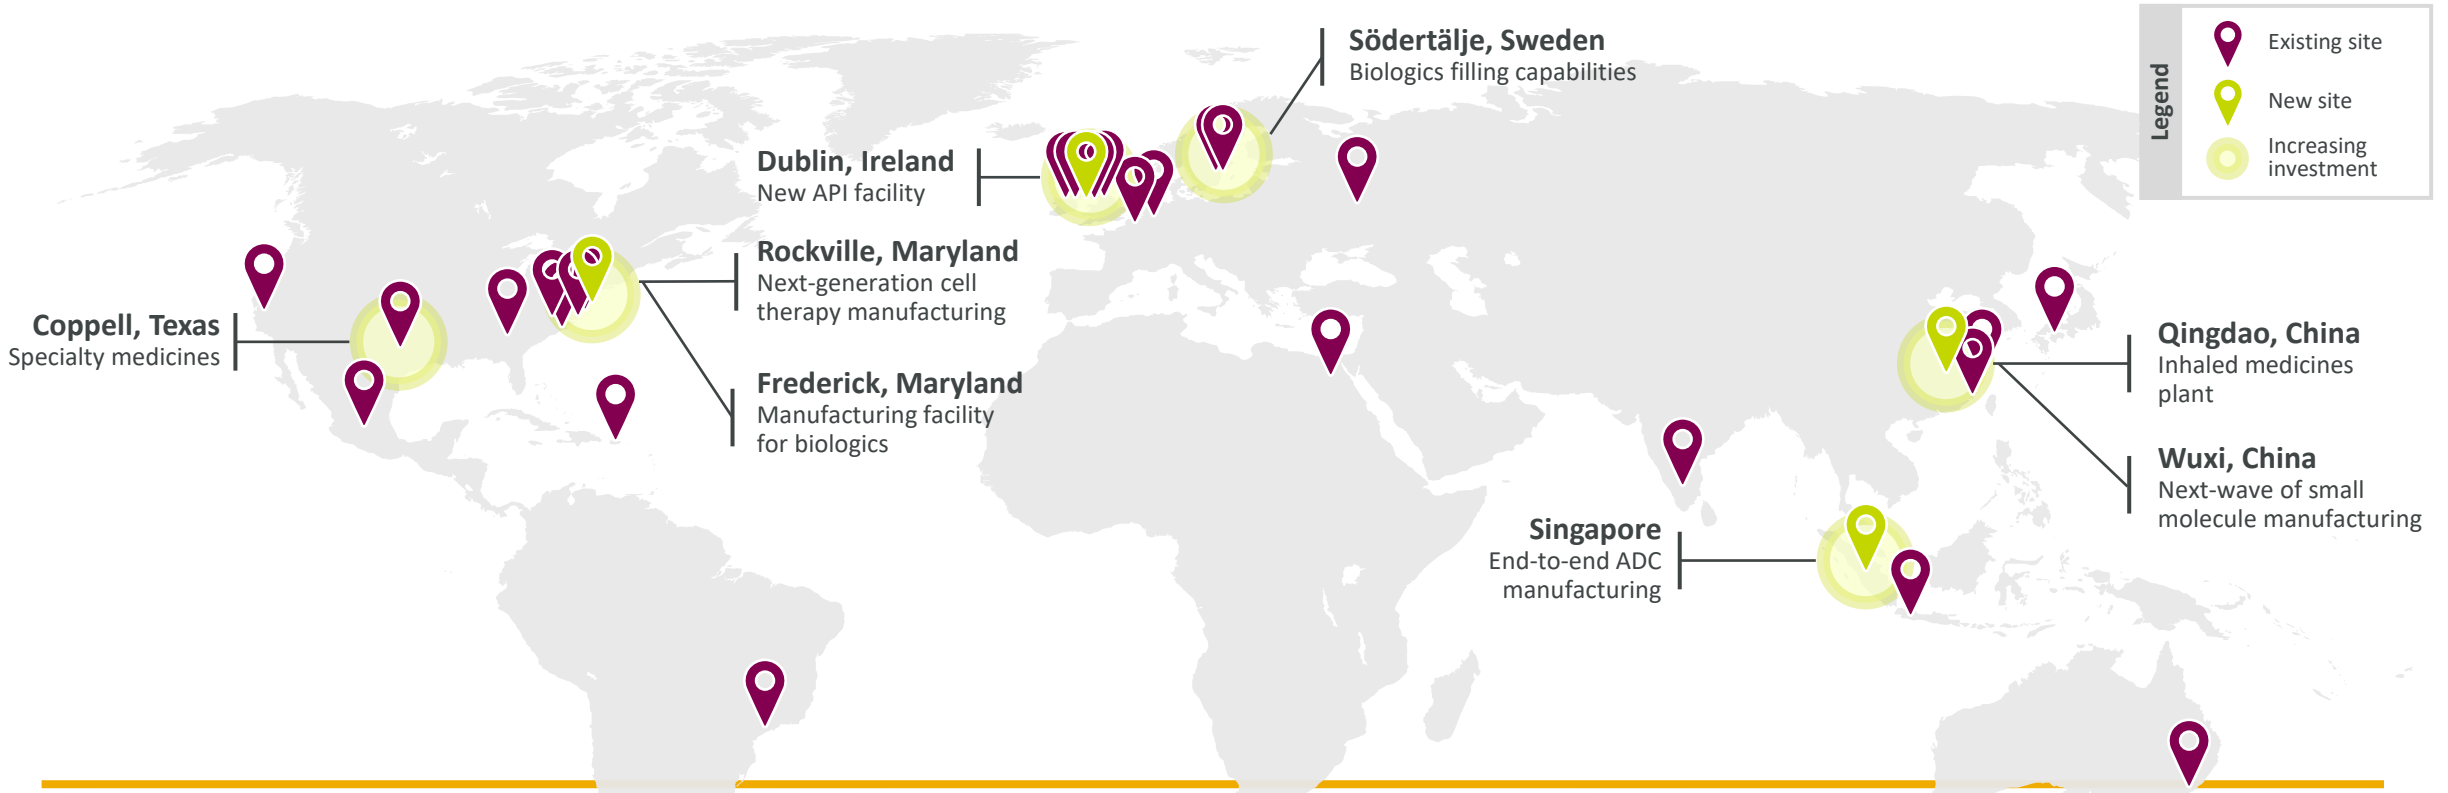 Södertälje, Sweden
Biologics filling capabilities
Legend
Existing site
New site
Increasing
investment
Dublin, Ireland
New API facility
Rockville, Maryland
Next-generation cell
therapy manufacturing
Coppell, Texas
Specialty medicines
Frederick, Maryland
Manufacturing facility
for biologics
Qingdao, China
Inhaled medicines
plant
Wuxi, China
Next-wave of small
molecule manufacturing
Singapore
End-to-end ADC
manufacturing